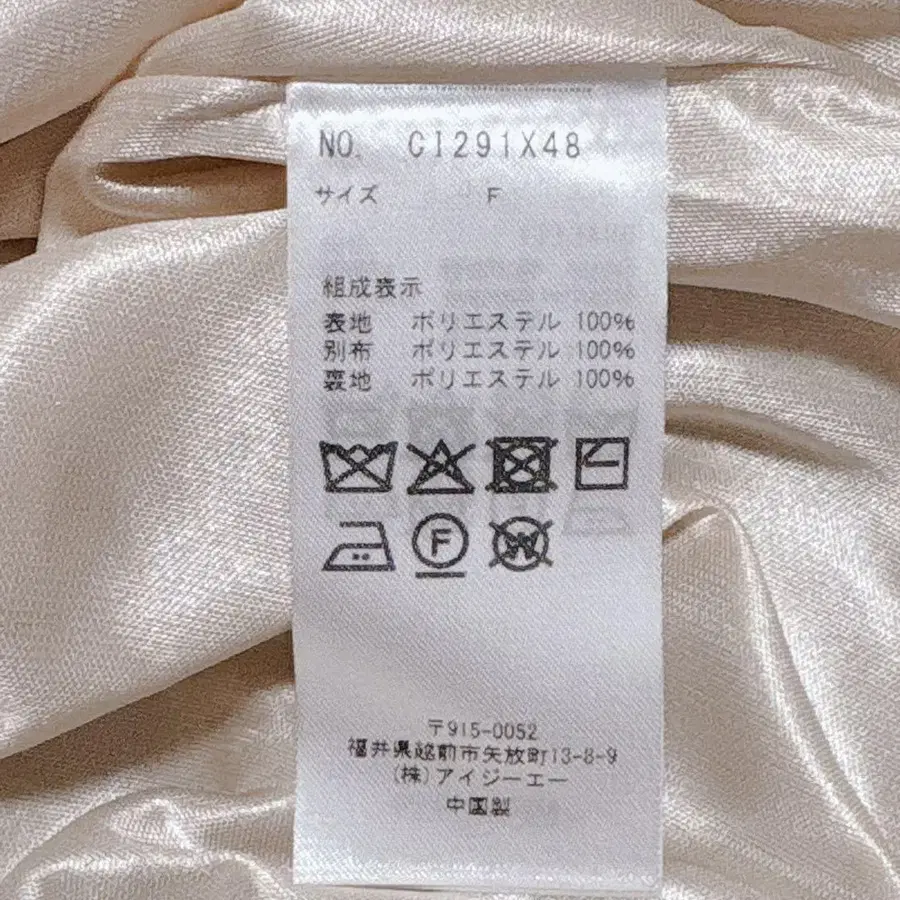 NO. CI291X48
サイズ F
組成表示
表地 ポリエステル 100%
別布 ポリエステル 100%
裏地 ポリエステル 100%
F
W
〒915-0052
福井県越前市矢放町13-8-9
(株)アイジーエー
中国製